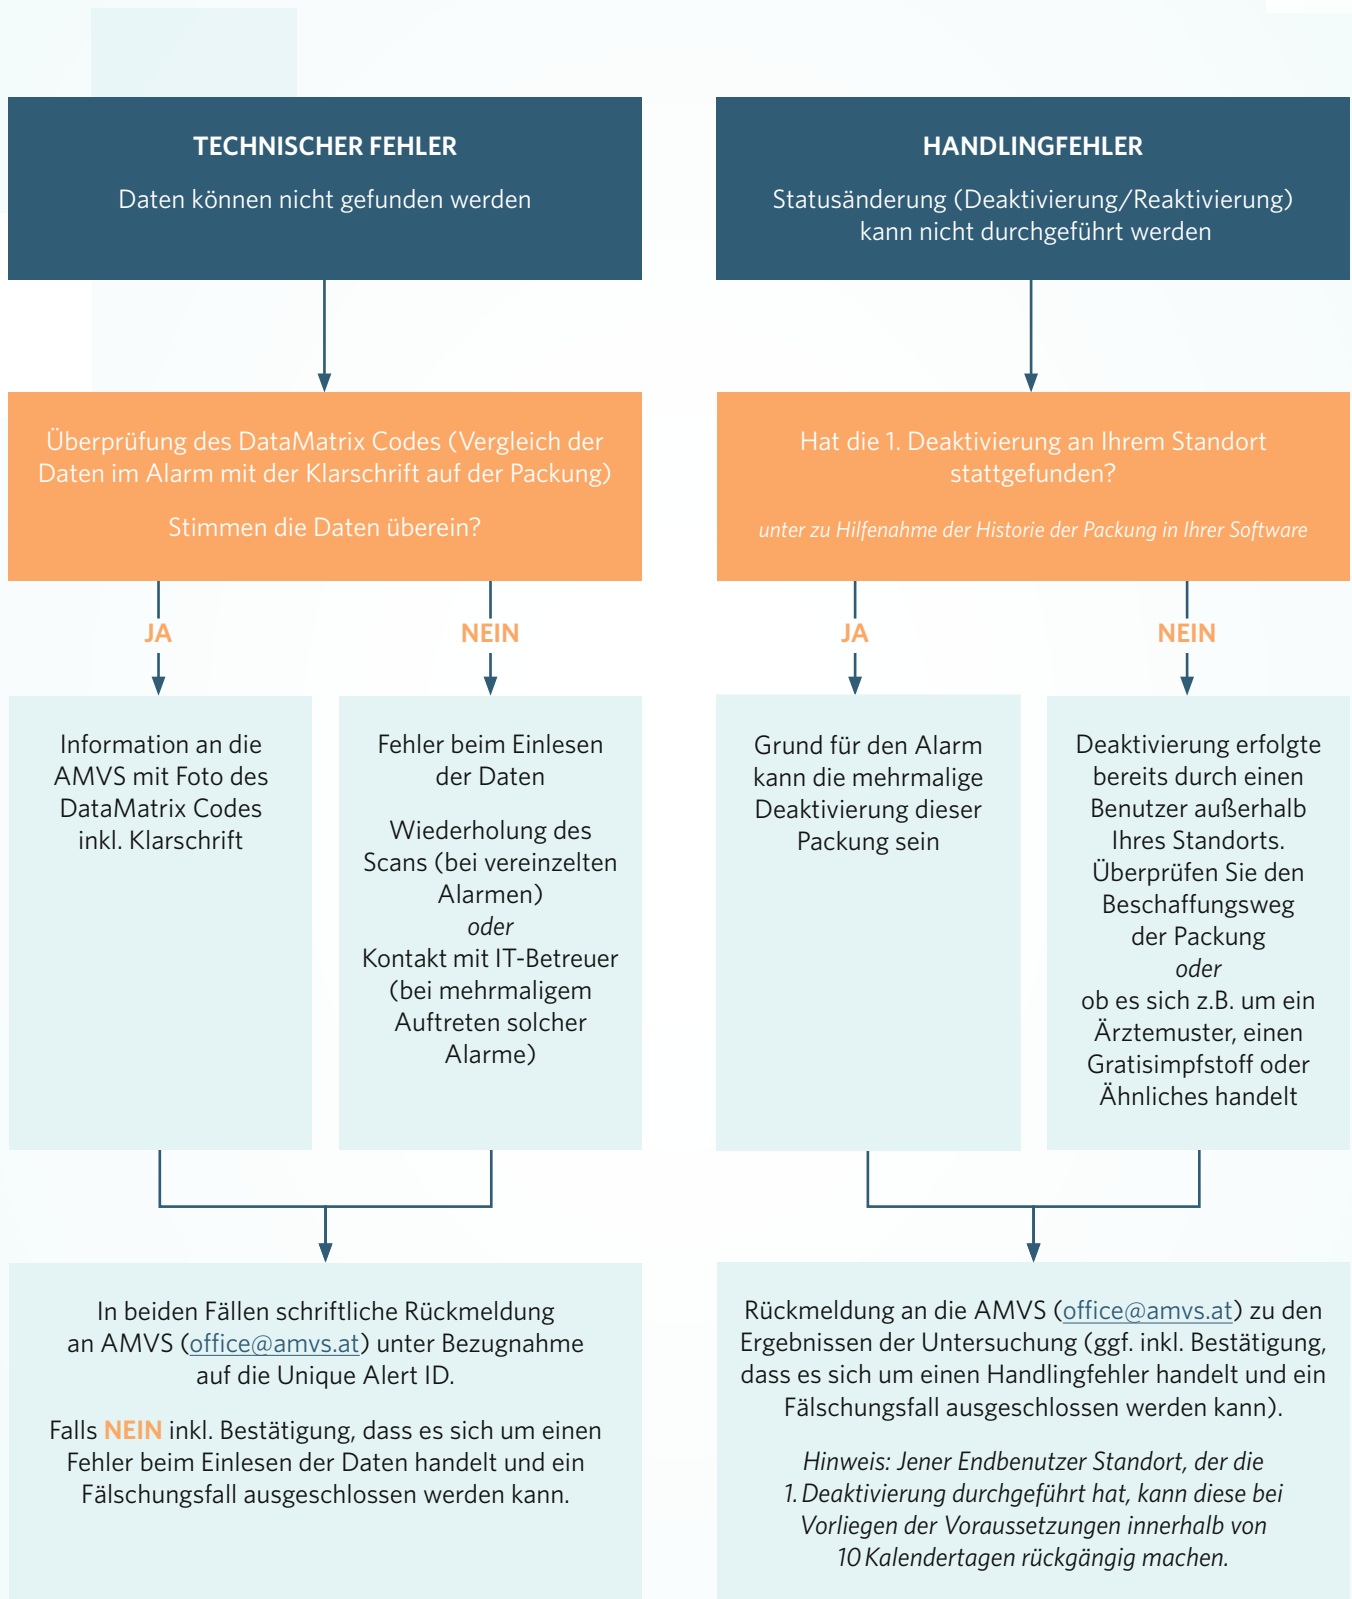 TECHNISCHER FEHLER
Daten können nicht gefunden werden
Überprüfung des DataMatrix Codes (Vergleich der
Daten im Alarm mit der Klarschrift auf der Packung)
Stimmen die Daten überein?
JA
NEIN
Information an die
AMVS mit Foto des
DataMatrix Codes
inkl. Klarschrift
Fehler beim Einlesen
der Daten
Wiederholung des
Scans (bei vereinzelten
Alarmen)
oder
Kontakt mit IT-Betreuer
(bei mehrmaligem
Auftreten solcher
Alarme)
In beiden Fällen schriftliche Rückmeldung
an AMVS (office@amvs.at) unter Bezugnahme
auf die Unique Alert ID.
Falls NEIN inkl. Bestätigung, dass es sich um einen
Fehler beim Einlesen der Daten handelt und ein
Fälschungsfall ausgeschlossen werden kann.
HANDLINGFEHLER
Statusänderung (Deaktivierung/Reaktivierung)
kann nicht durchgeführt werden
Hat die 1. Deaktivierung an Ihrem Standort
stattgefunden?
unter zu Hilfenahme der Historie der Packung in Ihrer Software
JA
NEIN
Grund für den Alarm
kann die mehrmalige
Deaktivierung dieser
Packung sein
Deaktivierung erfolgte
bereits durch einen
Benutzer außerhalb
Ihres Standorts.
Überprüfen Sie den
Beschaffungsweg
der Packung
oder
ob es sich z.B. um ein
Ärztemuster, einen
Gratisimpfstoff oder
Ähnliches handelt
Rückmeldung an die AMVS (office@amvs.at) zu den
Ergebnissen der Untersuchung (ggf. inkl. Bestätigung,
dass es sich um einen Handlingfehler handelt und ein
Fälschungsfall ausgeschlossen werden kann).
Hinweis: Jener Endbenutzer Standort, der die
1. Deaktivierung durchgeführt hat, kann diese bei
Vorliegen der Voraussetzungen innerhalb von
10 Kalendertagen rückgängig machen.